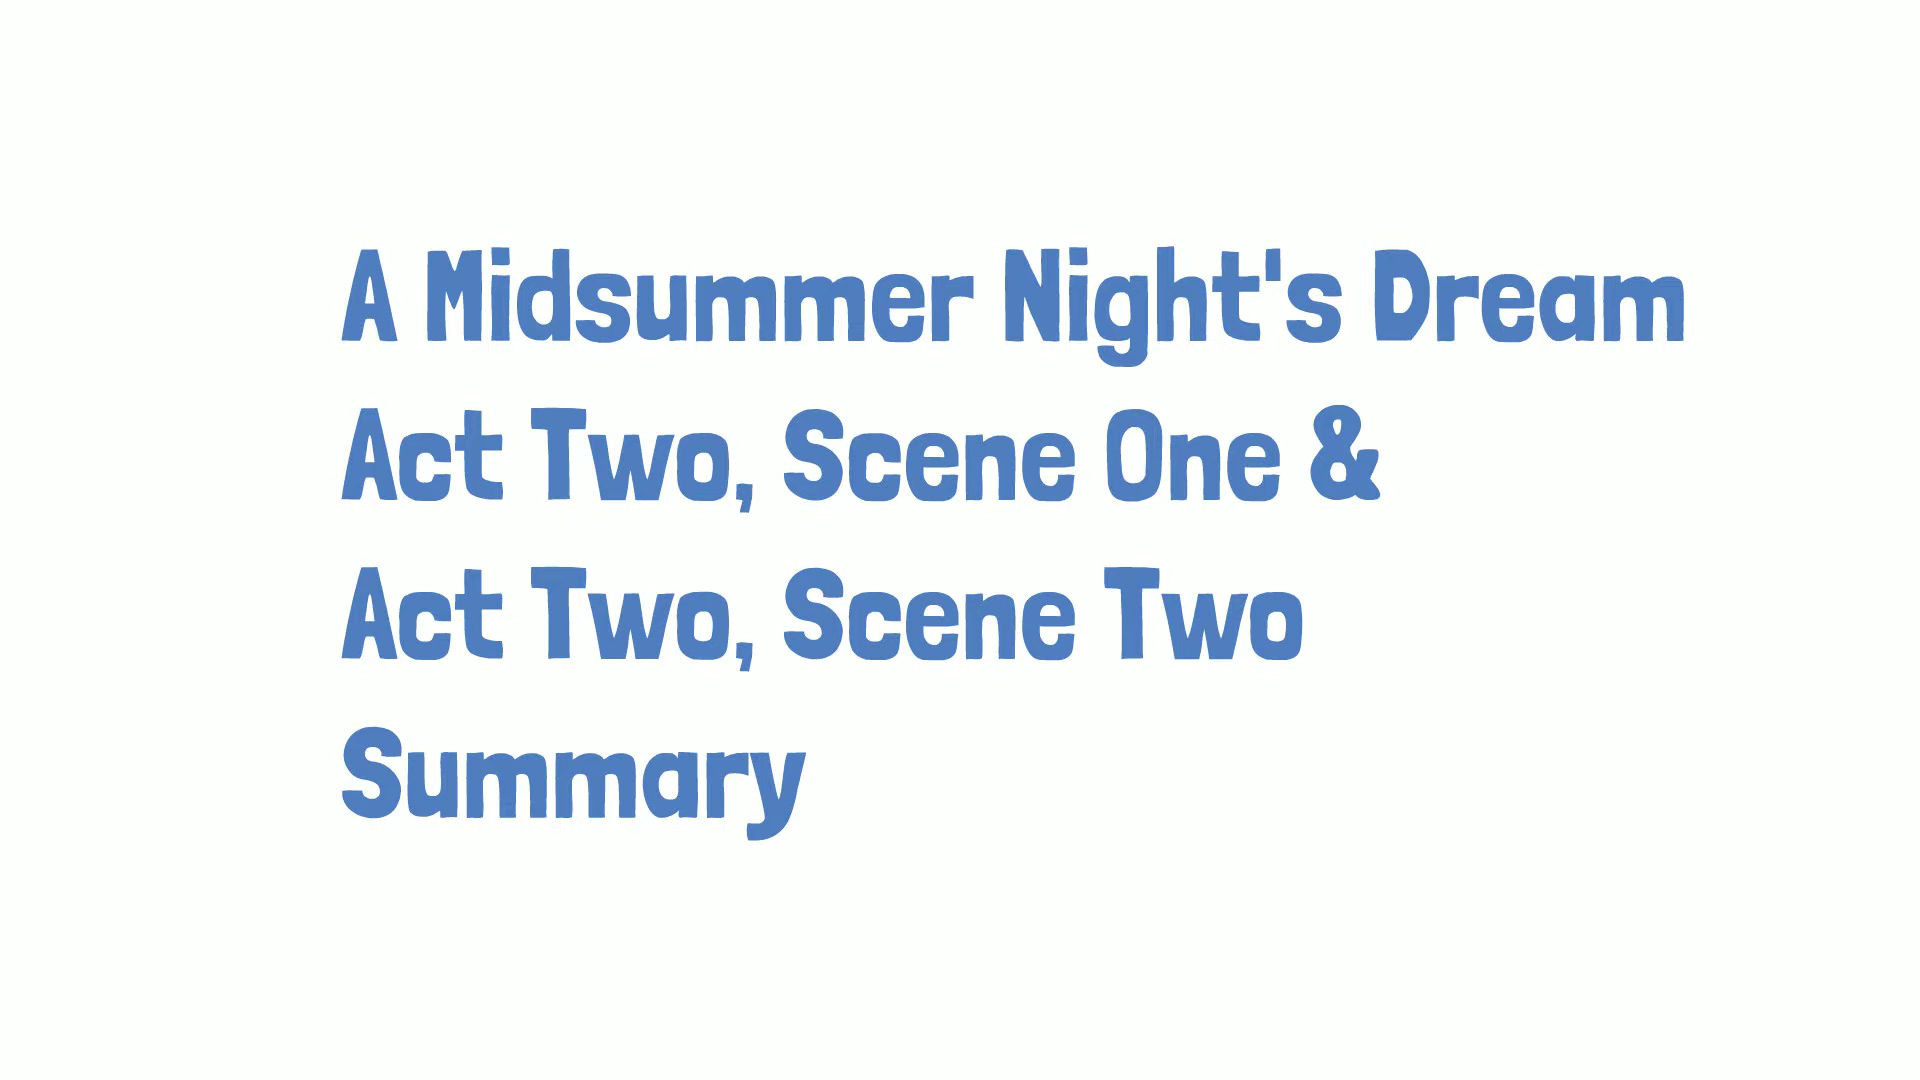 A Midsummer Night's Dream
Act Two, Scene One &
Act Two, Scene Two
Summary